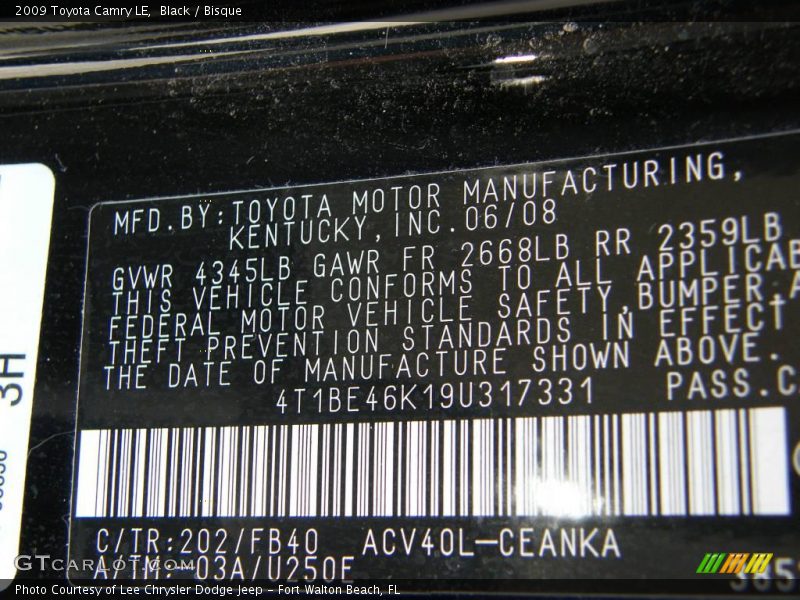 2009 Toyota Camry LE, Black / Bisque
MFD.BY:TOYOTA MOTOR MANUFACTURING,
KENTUCKY,INC.06/08
GVWR 4345LB GAWR FR 2668LB RR 2359LB
THIS VEHICLE CONFORMS TO ALL APPLICAB
FEDERAL MOTOR VEHICLE SAFETY,BUMPER,A
THEFT PREVENTION STANDARDS IN EFFECT
THE DATE OF MANUFACTURE SHOWN ABOVE.
4T1BE46K19U317331 PASS.C
C/TR:202/FB40 ACV40L-CEANKA
A/TM:-03A/U250E
3H
GTCarLot.com
Photo Courtesy of Lee Chrysler Dodge Jeep - Fort Walton Beach, FL